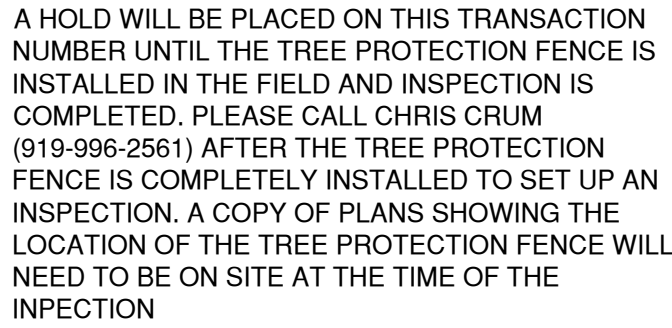 A HOLD WILL BE PLACED ON THIS TRANSACTION
NUMBER UNTIL THE TREE PROTECTION FENCE IS
INSTALLED IN THE FIELD AND INSPECTION IS
COMPLETED. PLEASE CALL CHRIS CRUM
(919-996-2561) AFTER THE TREE PROTECTION
FENCE IS COMPLETELY INSTALLED TO SET UP AN
INSPECTION. A COPY OF PLANS SHOWING THE
LOCATION OF THE TREE PROTECTION FENCE WILL
NEED TO BE ON SITE AT THE TIME OF THE
INPECTION